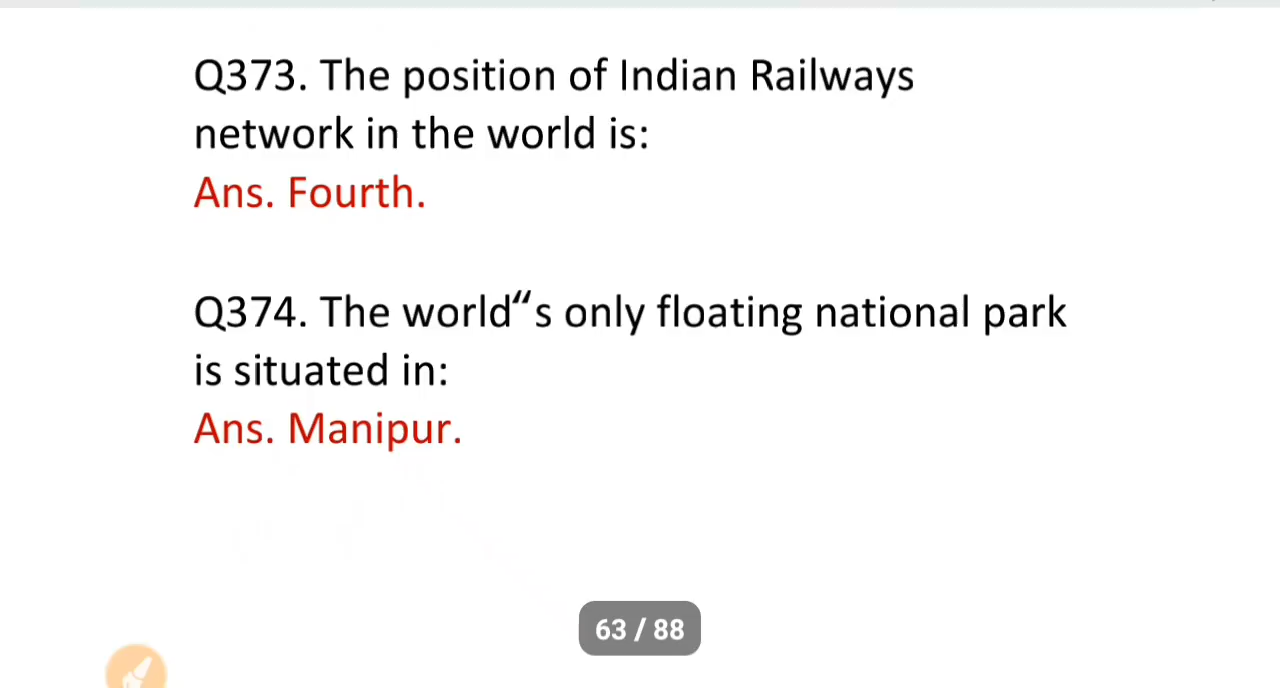 Q373. The position of Indian Railways
network in the world is:
Ans. Fourth.
Q374. The world“s only floating national park
is situated in:
Ans. Manipur.
63 / 88